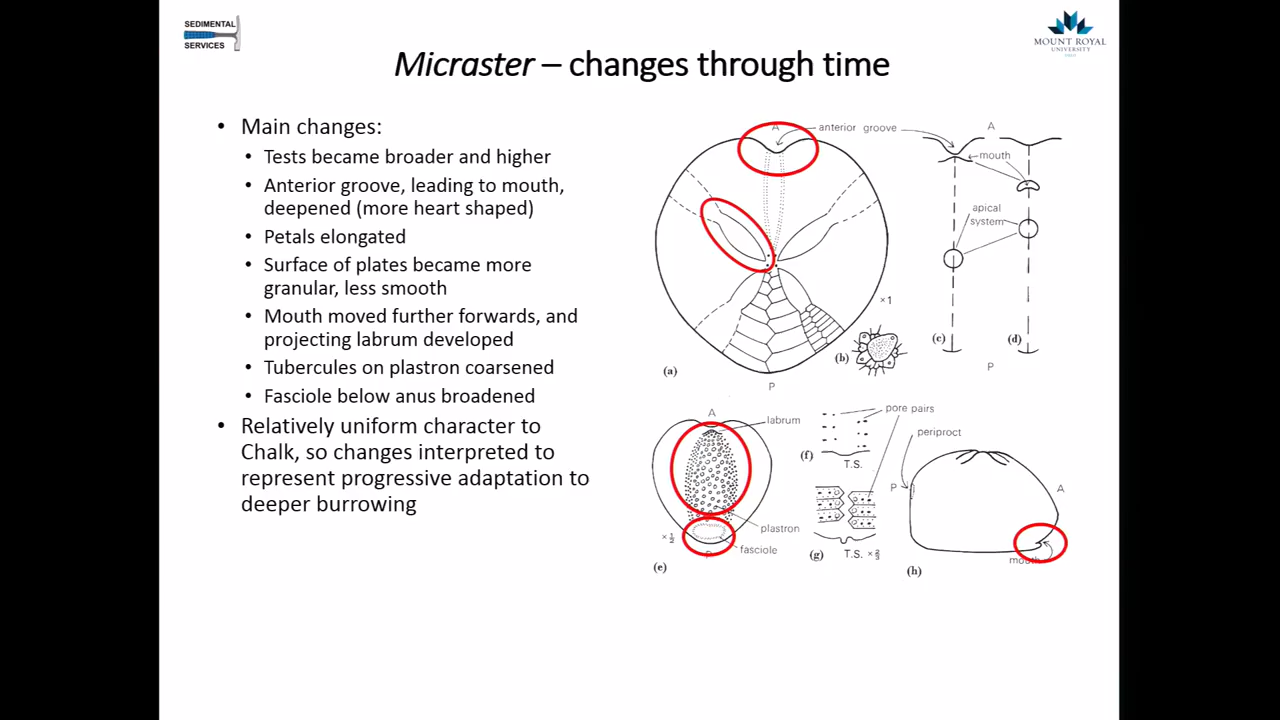 SEDIMENTAL
SERVICES
MOUNT ROYAL
UNIVERSITY
1910
Micraster – changes through time
• Main changes:
• Tests became broader and higher
• Anterior groove, leading to mouth,
deepened (more heart shaped)
• Petals elongated
• Surface of plates became more
granular, less smooth
• Mouth moved further forwards, and
projecting labrum developed
• Tubercules on plastron coarsened
• Fasciole below anus broadened
• Relatively uniform character to
Chalk, so changes interpreted to
represent progressive adaptation to
deeper burrowing
A
anterior groove
A
mouth
apical
system
×1
(a)
(b)
(c)
(d)
P
P
A
labrum
plastron
fasciole
×½
P
(e)
pore pairs
(f)
T.S.
(g)
T.S. ×⅔
periproct
P
A
mouth
(h)